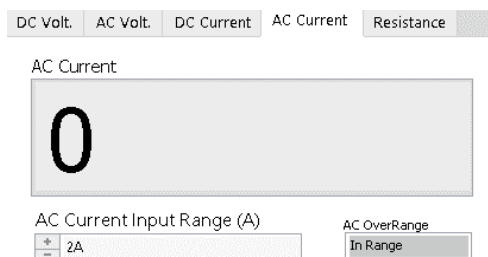 DC Volt. AC Volt. DC Current AC Current Resistance
AC Current
0
AC Current Input Range (A) AC OverRange
2A In Range